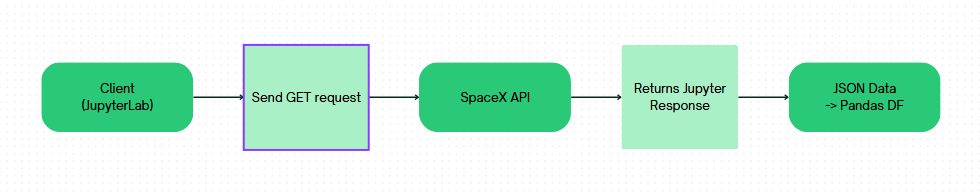 Client
(JupyterLab)
Send GET request
SpaceX API
Returns Jupyter
Response
JSON Data
-> Pandas DF